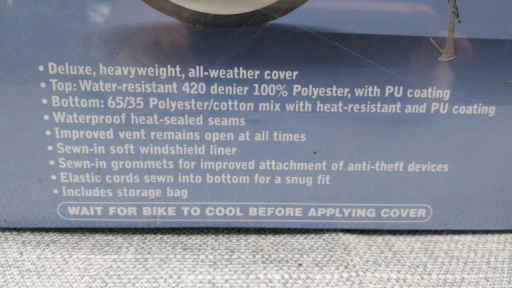 • Deluxe, heavyweight, all-weather cover
• Top: Water-resistant 420 denier 100% Polyester, with PU coating
• Bottom: 65/35 Polyester/cotton mix with heat-resistant and PU coating
• Waterproof heat-sealed seams
• Improved vent remains open at all times
• Sewn-in soft windshield liner
• Sewn-in grommets for improved attachment of anti-theft devices
• Elastic cords sewn into bottom for a snug fit
• Includes storage bag
WAIT FOR BIKE TO COOL BEFORE APPLYING COVER